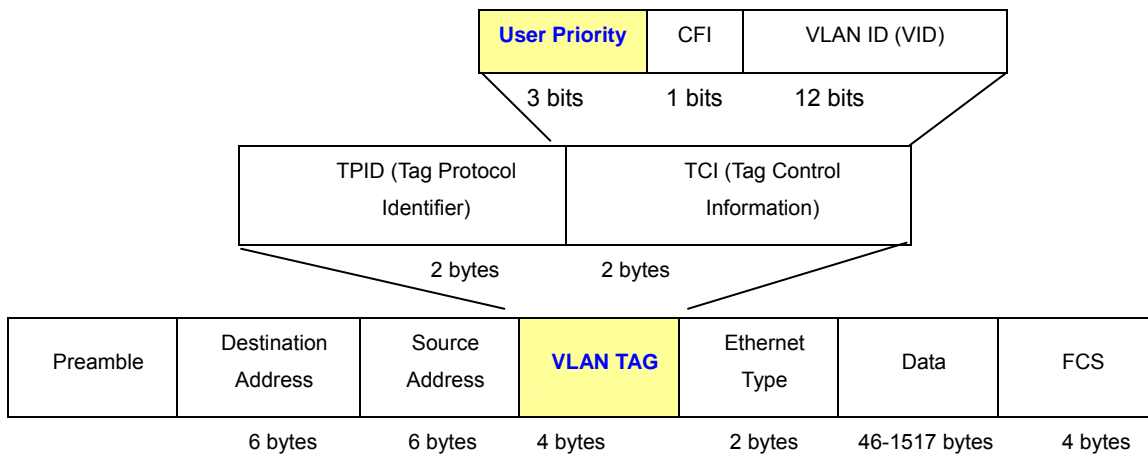 User Priority CFI VLAN ID (VID)
3 bits 1 bits 12 bits
TPID (Tag Protocol Identifier) TCI (Tag Control Information)
2 bytes 2 bytes
Preamble Destination Address Source Address VLAN TAG Ethernet Type Data FCS
6 bytes 6 bytes 4 bytes 2 bytes 46-1517 bytes 4 bytes